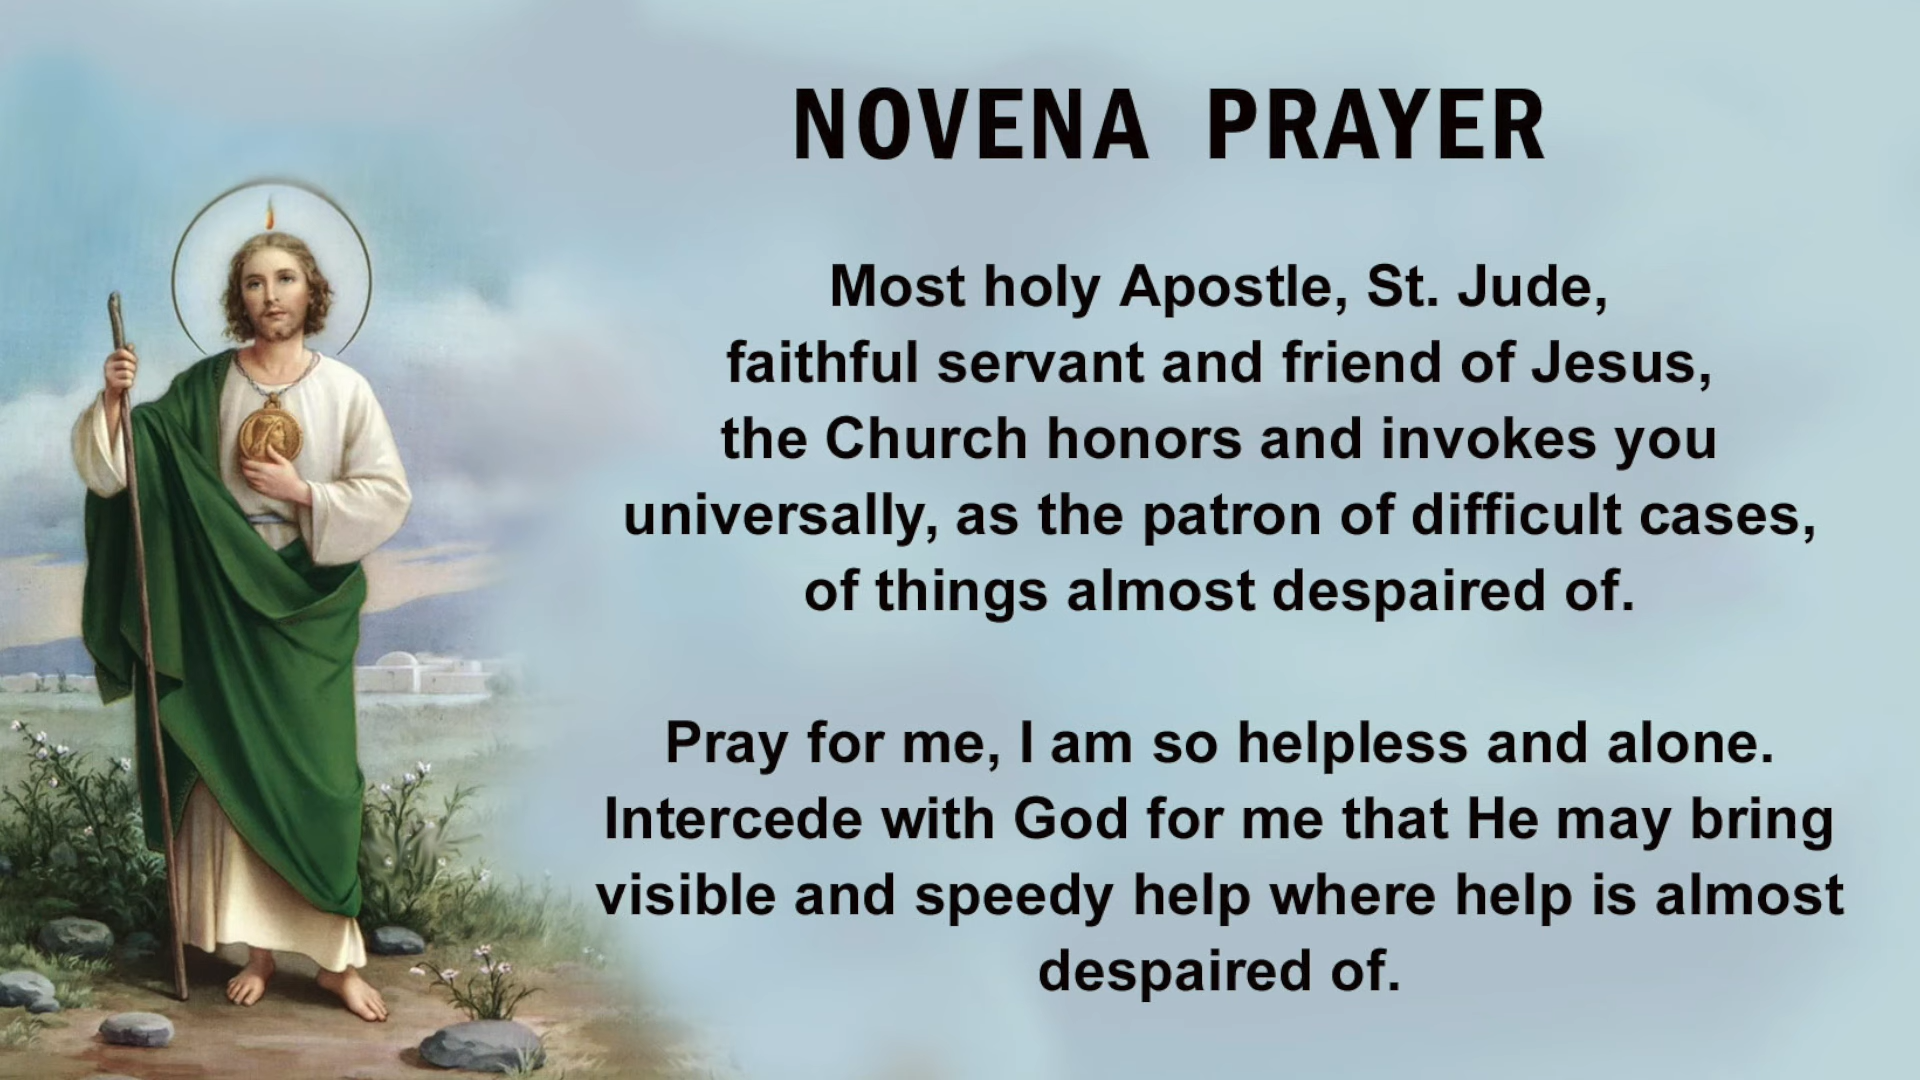 NOVENA PRAYER
Most holy Apostle, St. Jude,
faithful servant and friend of Jesus,
the Church honors and invokes you
universally, as the patron of difficult cases,
of things almost despaired of.
Pray for me, I am so helpless and alone.
Intercede with God for me that He may bring
visible and speedy help where help is almost
despaired of.